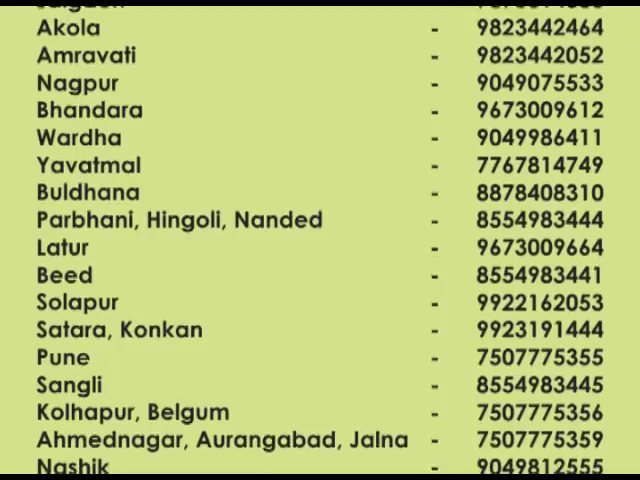 Akola - 9823442464
Amravati - 9823442052
Nagpur - 9049075533
Bhandara - 9673009612
Wardha - 9049986411
Yavatmal - 7767814749
Buldhana - 8878408310
Parbhani, Hingoli, Nanded - 8554983444
Latur - 9673009664
Beed - 8554983441
Solapur - 9922162053
Satara, Konkan - 9923191444
Pune - 7507775355
Sangli - 8554983445
Kolhapur, Belgum - 7507775356
Ahmednagar, Aurangabad, Jalna - 7507775359
Nashik - 9049812555